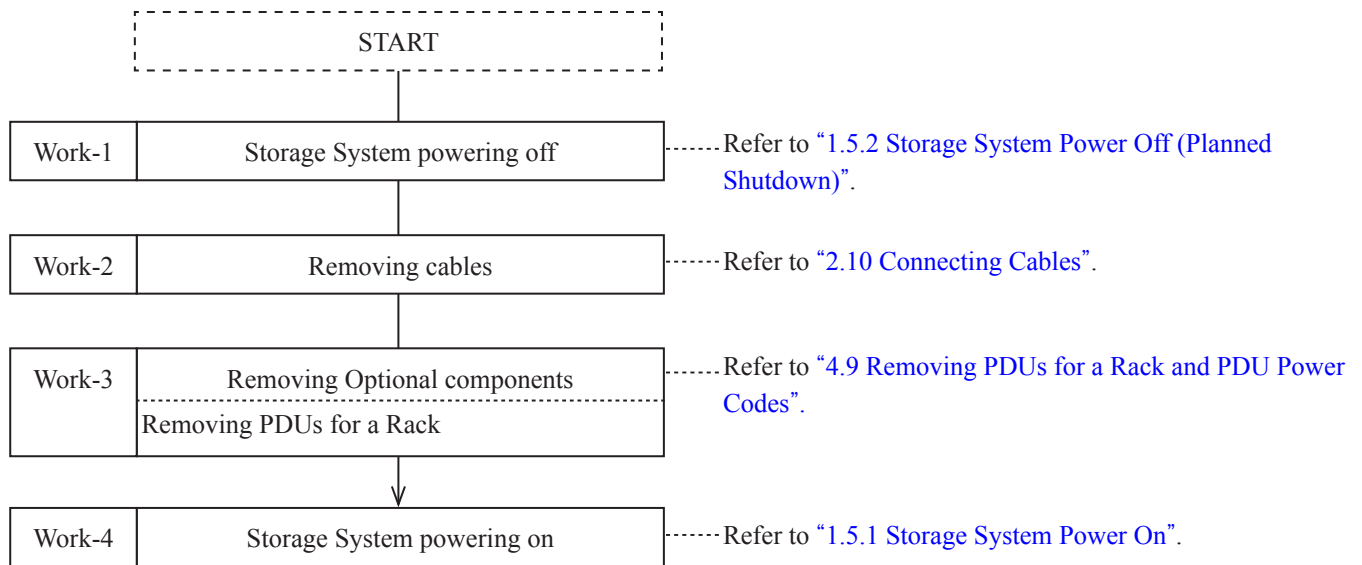 START
Work-1 Storage System powering off Refer to “1.5.2 Storage System Power Off (Planned
Shutdown)”.
Work-2 Removing cables Refer to “2.10 Connecting Cables”.
Work-3 Removing Optional components Refer to “4.9 Removing PDUs for a Rack and PDU Power
Codes”.
Removing PDUs for a Rack
Work-4 Storage System powering on Refer to “1.5.1 Storage System Power On”.